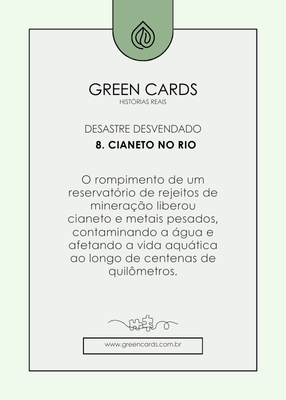 GREEN CARDS
HISTÓRIAS REAIS
DESASTRE DESVENDADO
8. CIANETO NO RIO
O rompimento de um
reservatório de rejeitos de
mineração liberou
cianeto e metais pesados,
contaminando a água e
afetando a vida aquática
ao longo de centenas de
quilômetros.
www.greencards.com.br